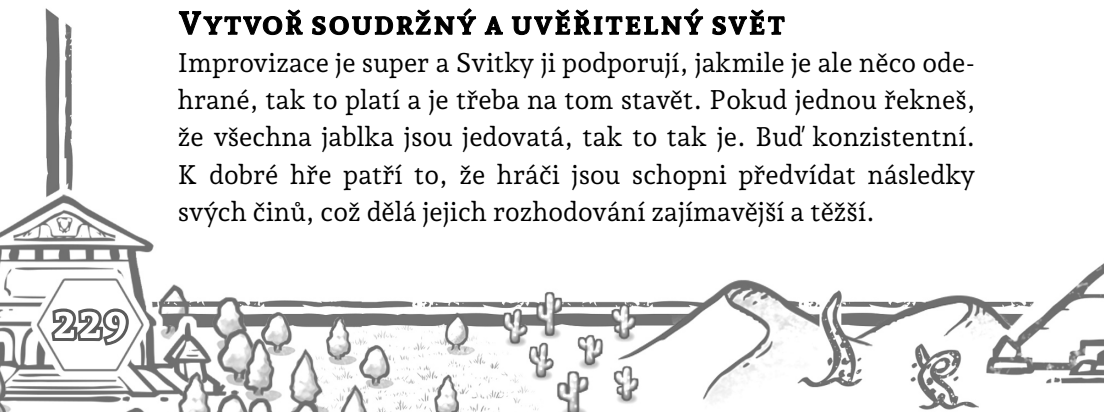 Vytvoř soudržný a uvěřitelný svět
Improvizace je super a Svitky ji podporují, jakmile je ale něco ode-
hrané, tak to platí a je třeba na tom stavět. Pokud jednou řekneš,
že všechna jablka jsou jedovatá, tak to tak je. Buď konzistentní.
K dobré hře patří to, že hráči jsou schopni předvídat následky
svých činů, což dělá jejich rozhodování zajímavější a těžší.
229